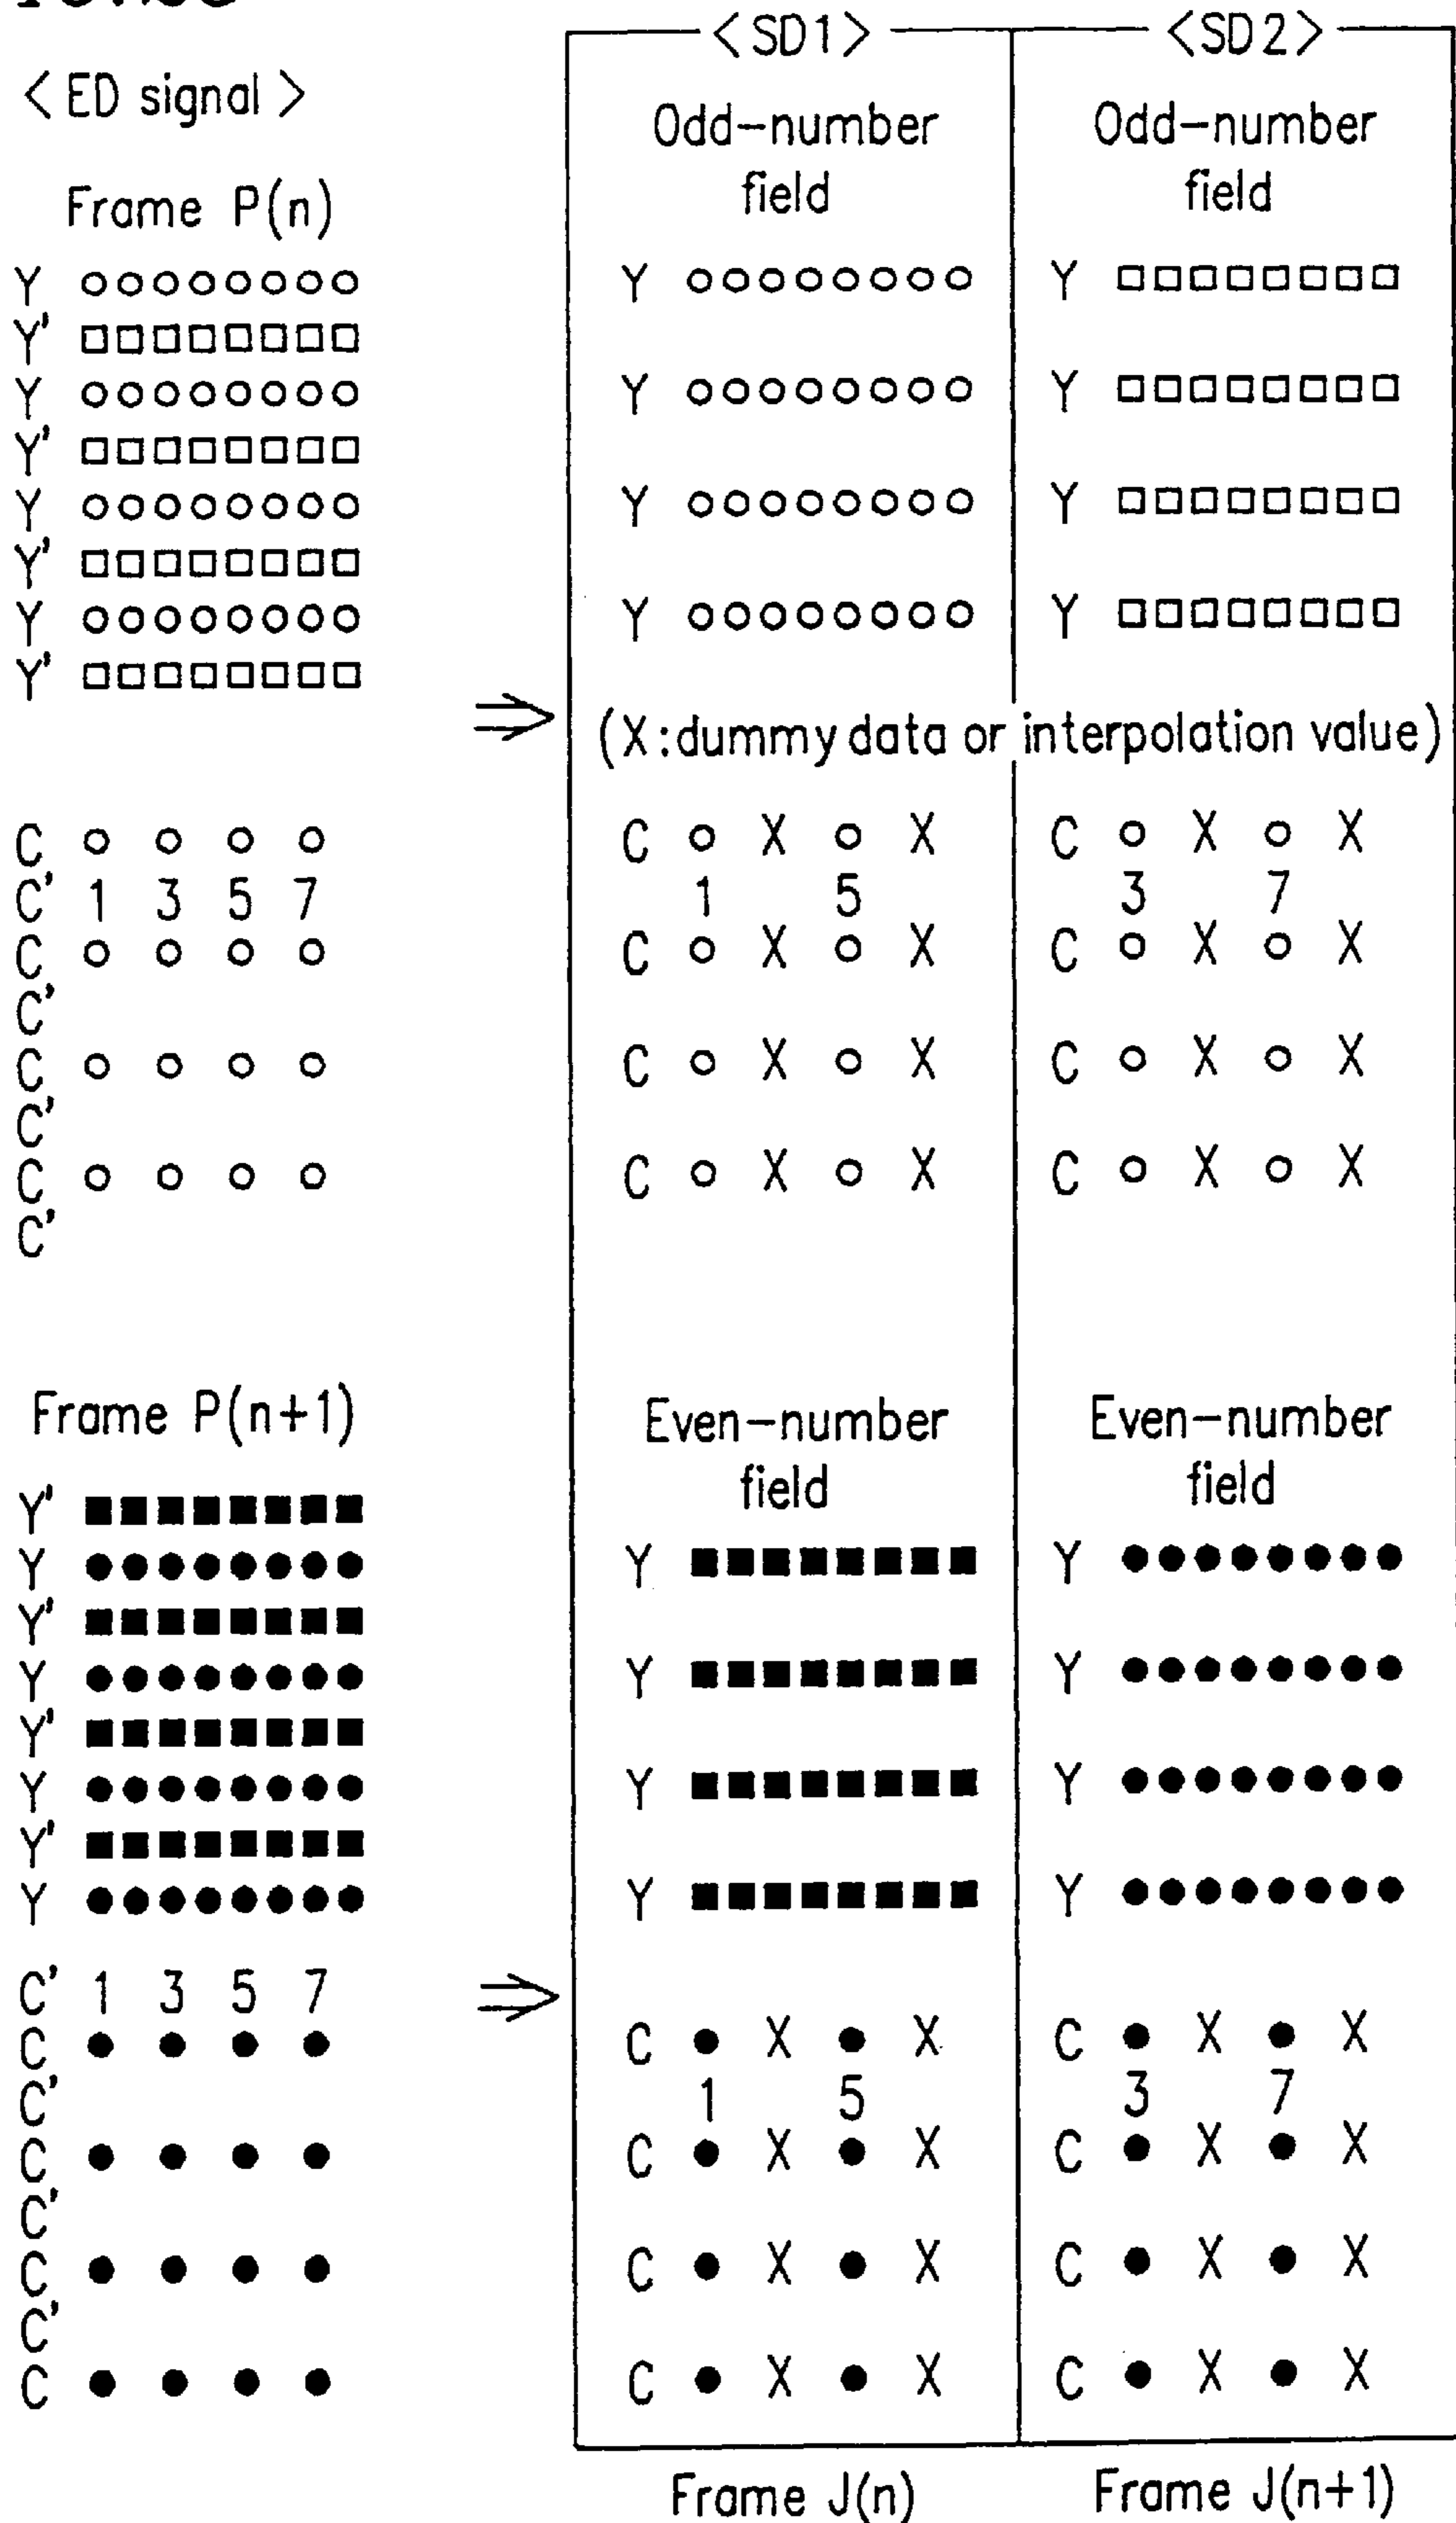 < ED signal >
Frame P(n)
Y
Y'
Y
Y'
Y
Y'
Y
Y'
C
C' 1 3 5 7
C
C'
C
C'
C
C'
Frame P(n+1)
Y'
Y
Y'
Y
Y'
Y
Y'
Y
C' 1 3 5 7
C
C'
C
C'
C
C'
C
<SD1>
Odd-number
field
Y
Y
Y
Y
<SD2>
Odd-number
field
Y
Y
Y
Y
(X:dummy data or interpolation value)
C X X
1 5
C X X
C X X
C X X
C X X
3 7
C X X
C X X
C X X
Even-number
field
Y
Y
Y
Y
C X X
1 5
C X X
C X X
C X X
Frame J(n)
Even-number
field
Y
Y
Y
Y
C X X
3 7
C X X
C X X
C X X
Frame J(n+1)